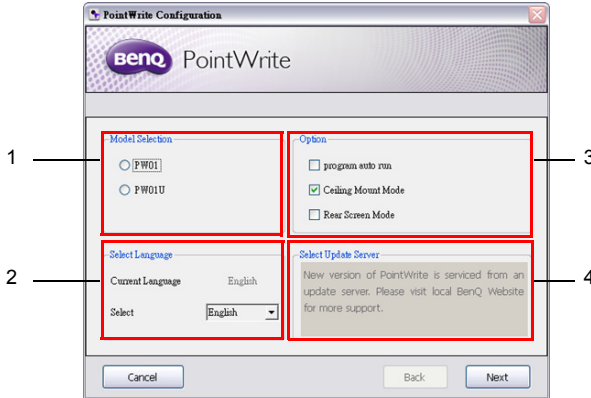 PointWrite Configuration
BenQ PointWrite
1
Model Selection
PW01
PW01U
Option
program auto run
Ceiling Mount Mode
Rear Screen Mode
3
2
Select Language
Current Language English
Select English
Select Update Server
New version of PointWrite is serviced from an
update server. Please visit local BenQ Website
for more support.
4
Cancel
Back
Next